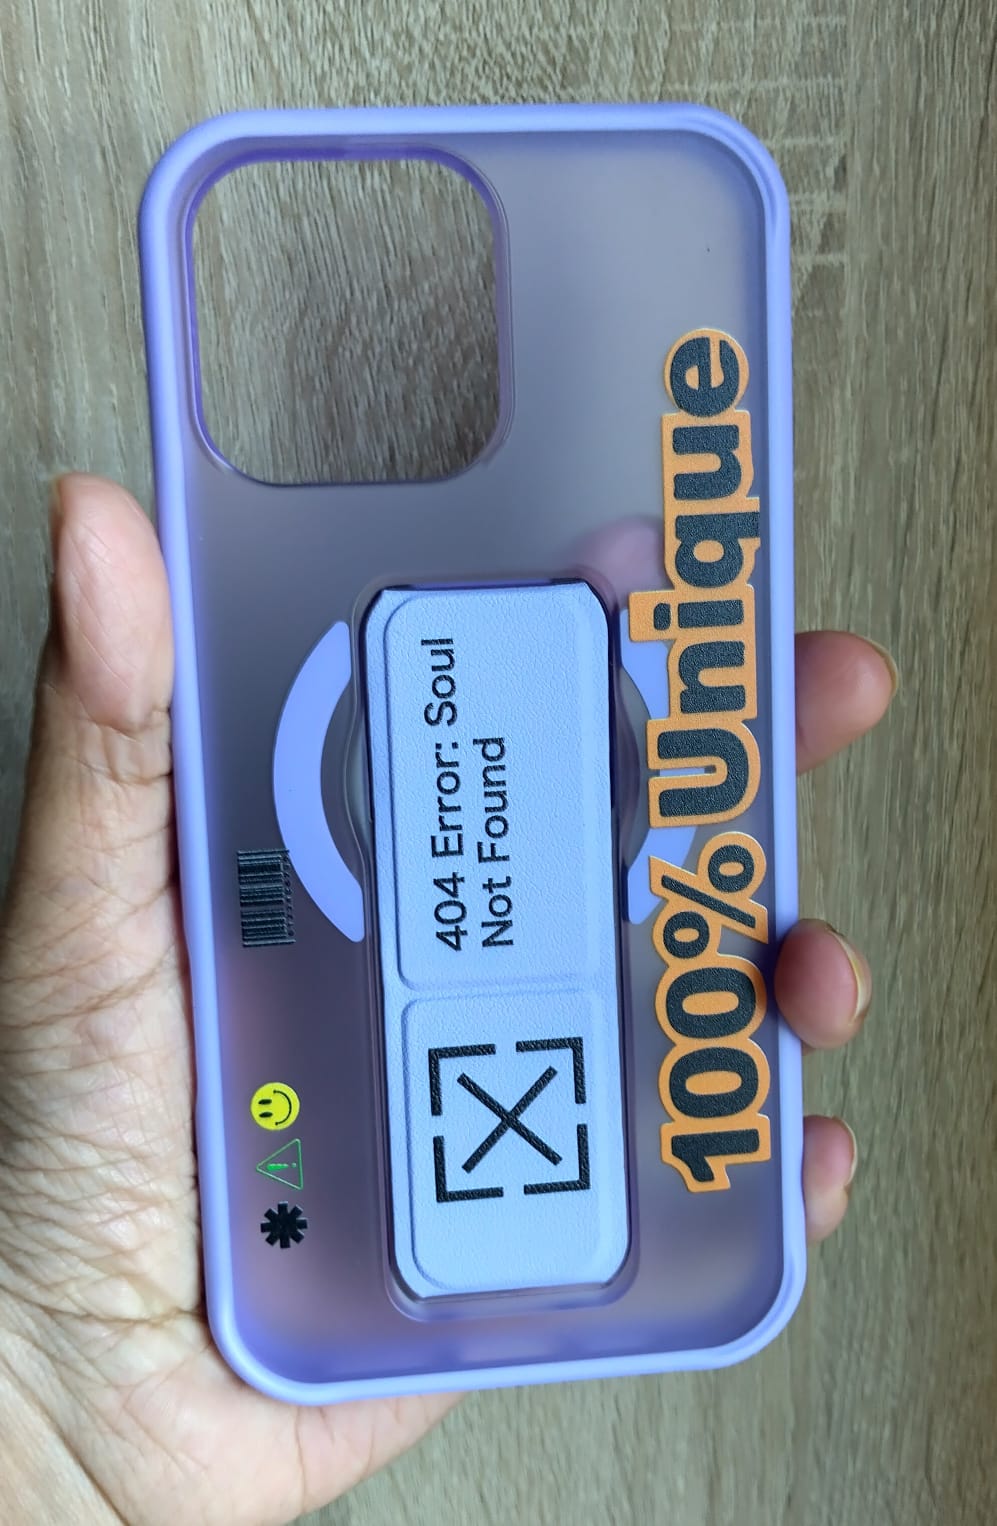 404 Error: Soul
Not Found
100% Unique